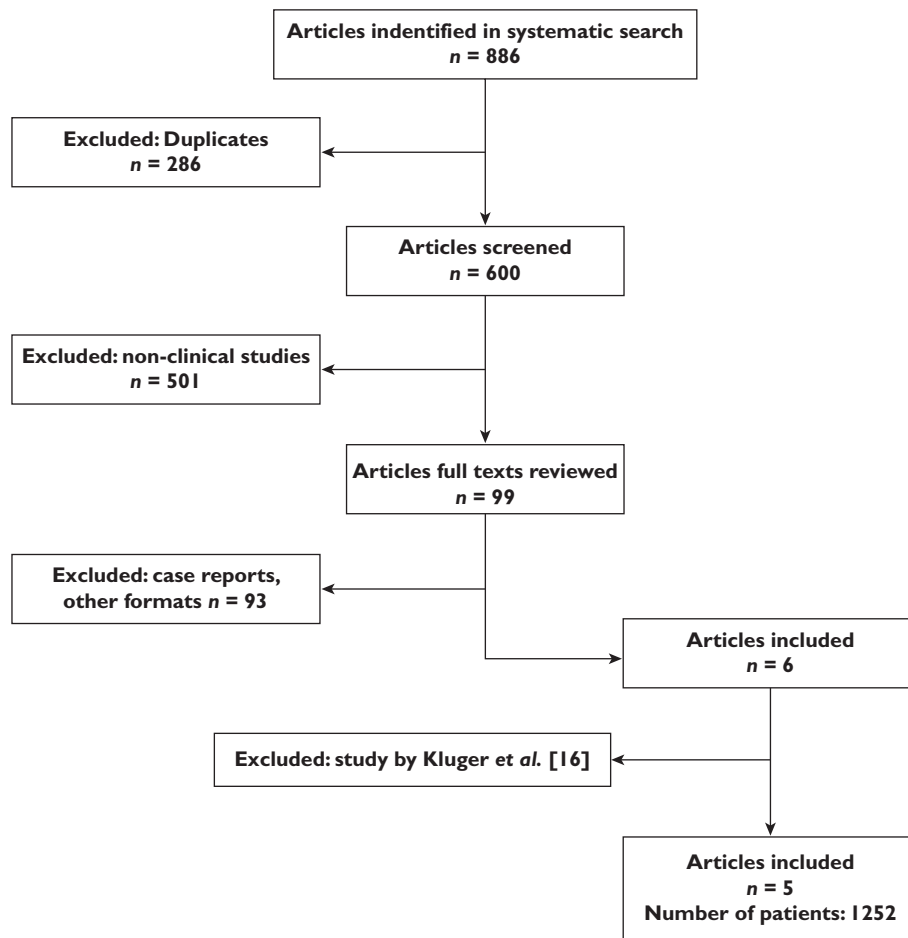 Articles indentified in systematic search
n = 886
Excluded: Duplicates
n = 286
Articles screened
n = 600
Excluded: non-clinical studies
n = 501
Articles full texts reviewed
n = 99
Excluded: case reports,
other formats n = 93
Articles included
n = 6
Excluded: study by Kluger et al. [16]
Articles included
n = 5
Number of patients: 1252